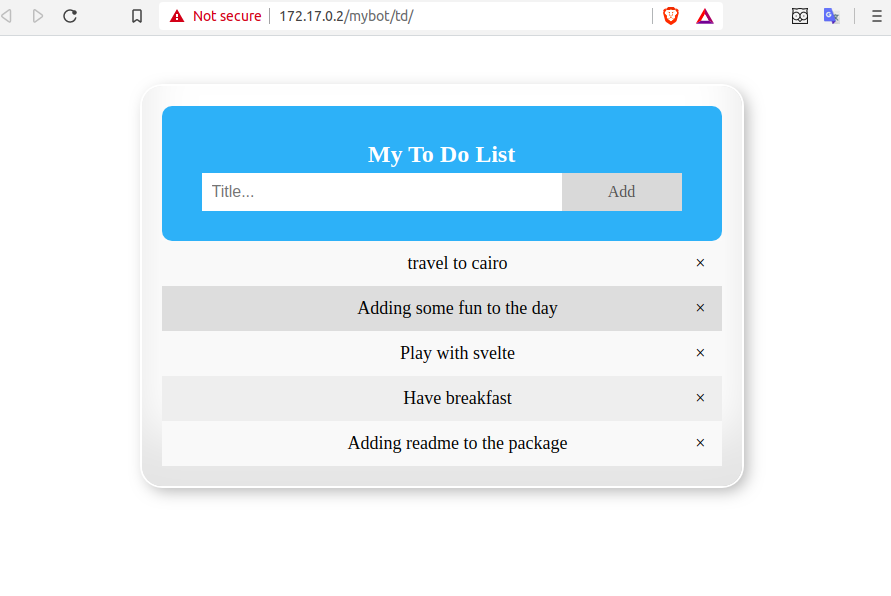 Not secure
172.17.0.2/mybot/td/
My To Do List
Title...
Add
travel to cairo ×
Adding some fun to the day ×
Play with svelte ×
Have breakfast ×
Adding readme to the package ×